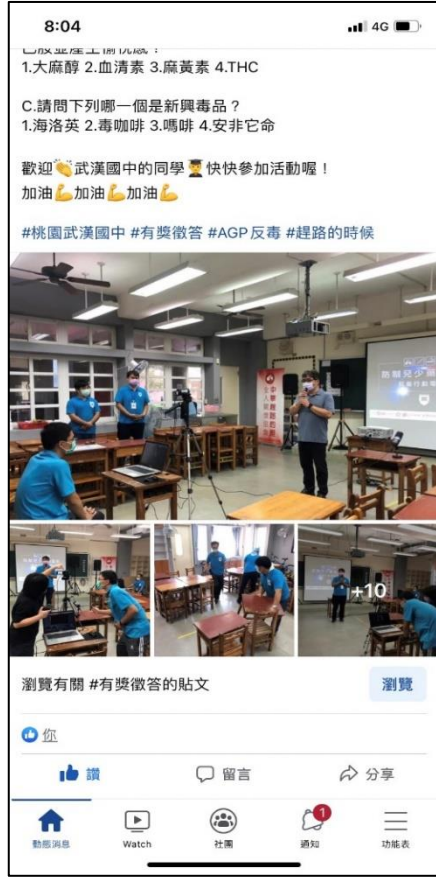 8:04
4G
1.大麻醇 2.血清素 3.麻黃素 4.THC
C.請問下列哪一個是新興毒品？
1.海洛英 2.毒咖啡 3.嗎啡 4.安非它命
歡迎👏武漢國中的同學👨‍🎓快快參加活動喔！
加油💪加油💪加油💪
#桃園武漢國中 #有獎徵答 #AGP反毒 #趕路的時候
+10
瀏覽有關 #有獎徵答的貼文
瀏覽
你
讚
留言
分享
1
動態消息
Watch
社團
通知
功能表